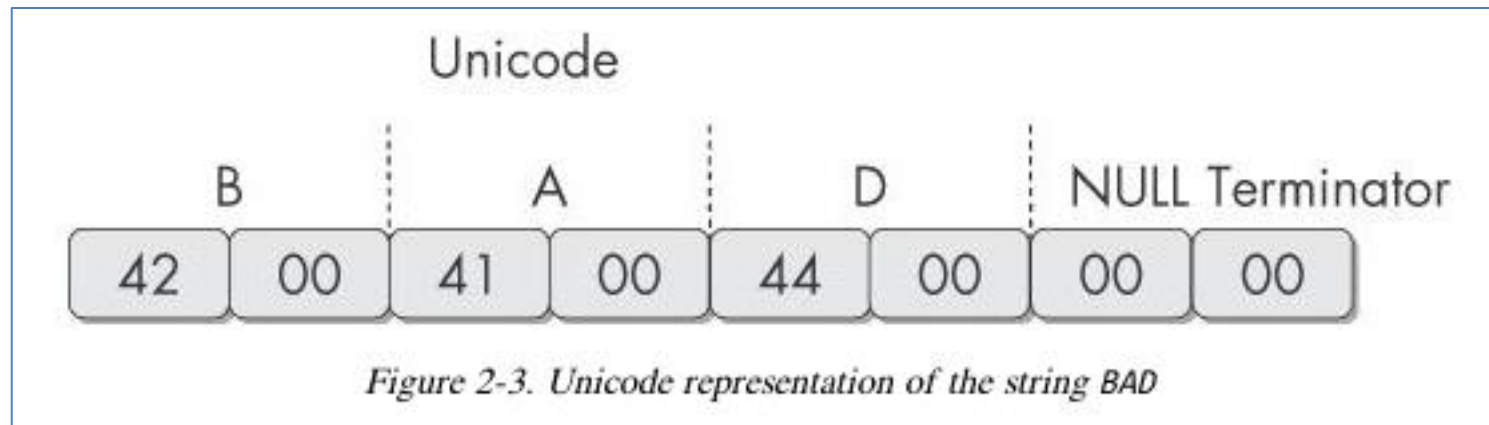 Unicode
B A D NULL Terminator
42 00 41 00 44 00 00 00
Figure 2-3. Unicode representation of the string BAD